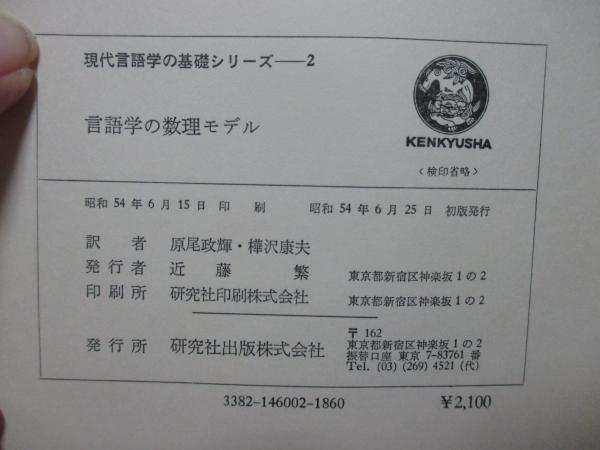 現代言語学の基礎シリーズ——2
言語学の数理モデル
KENKYUSHA
〈検印省略〉
昭和 54 年 6 月 15 日 印 刷 昭和 54 年 6 月 25 日 初版発行
訳 者 原尾政輝・樺沢康夫
発行者 近 藤 繁 東京都新宿区神楽坂 1 の 2
印刷所 研究社印刷株式会社 東京都新宿区神楽坂 1 の 2
発行所 研究社出版株式会社
〒 162
東京都新宿区神楽坂 1 の 2
振替口座 東京 7-83761 番
Tel. (03) (269) 4521 (代)
3382-146002-1860 ￥2,100